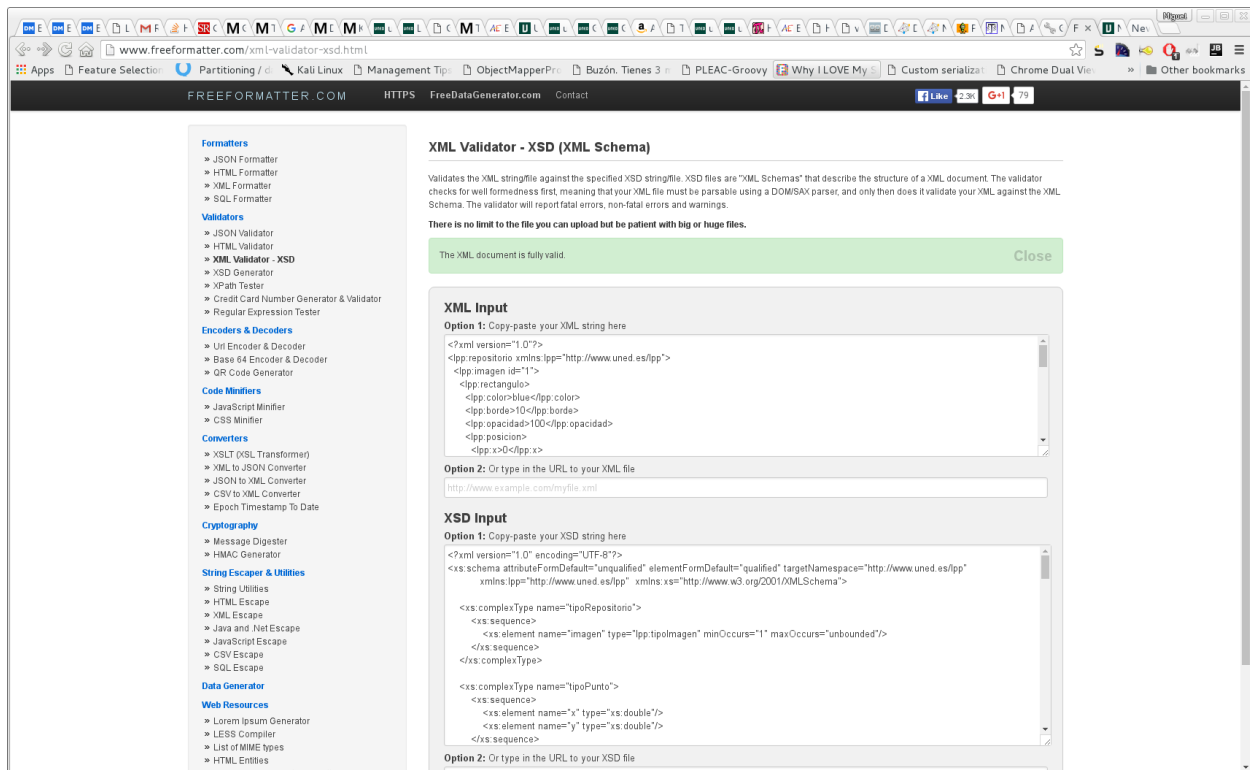 Miguel
www.freeformatter.com/xml-validator-xsd.html
Apps Feature Selection Partitioning / d Kali Linux Management Tips ObjectMapperPro Buzón. Tienes 3 n PLEAC-Groovy Why I LOVE My S Custom serializat Chrome Dual View » Other bookmarks
FREEFORMATTER.COM HTTPS FreeDataGenerator.com Contact Like 2.3K G+1 79
Formatters
» JSON Formatter
» HTML Formatter
» XML Formatter
» SQL Formatter
Validators
» JSON Validator
» HTML Validator
» XML Validator - XSD
» XSD Generator
» XPath Tester
» Credit Card Number Generator & Validator
» Regular Expression Tester
Encoders & Decoders
» Url Encoder & Decoder
» Base 64 Encoder & Decoder
» QR Code Generator
Code Minifiers
» JavaScript Minifier
» CSS Minifier
Converters
» XSLT (XSL Transformer)
» XML to JSON Converter
» JSON to XML Converter
» CSV to XML Converter
» Epoch Timestamp To Date
Cryptography
» Message Digester
» HMAC Generator
String Escaper & Utilities
» String Utilities
» HTML Escape
» XML Escape
» Java and .Net Escape
» JavaScript Escape
» CSV Escape
» SQL Escape
Data Generator
Web Resources
» Lorem Ipsum Generator
» LESS Compiler
» List of MIME types
» HTML Entities
XML Validator - XSD (XML Schema)
Validates the XML string/file against the specified XSD string/file. XSD files are "XML Schemas" that describe the structure of a XML document. The validator
checks for well formedness first, meaning that your XML file must be parsable using a DOM/SAX parser, and only then does it validate your XML against the XML
Schema. The validator will report fatal errors, non-fatal errors and warnings.
There is no limit to the file you can upload but be patient with big or huge files.
The XML document is fully valid. Close
XML Input
Option 1: Copy-paste your XML string here
<?xml version="1.0"?>
<lpp:repositorio xmlns:lpp="http://www.uned.es/lpp">
<lpp:imagen id="1">
<lpp:rectangulo>
<lpp:color>blue</lpp:color>
<lpp:borde>10</lpp:borde>
<lpp:opacidad>100</lpp:opacidad>
<lpp:posicion>
<lpp:x>0</lpp:x>
Option 2: Or type in the URL to your XML file
http://www.example.com/myfile.xml
XSD Input
Option 1: Copy-paste your XSD string here
<?xml version="1.0" encoding="UTF-8"?>
<xs:schema attributeFormDefault="unqualified" elementFormDefault="qualified" targetNamespace="http://www.uned.es/lpp"
xmlns:lpp="http://www.uned.es/lpp" xmlns:xs="http://www.w3.org/2001/XMLSchema">
<xs:complexType name="tipoRepositorio">
<xs:sequence>
<xs:element name="imagen" type="lpp:tipoImagen" minOccurs="1" maxOccurs="unbounded"/>
</xs:sequence>
</xs:complexType>
<xs:complexType name="tipoPunto">
<xs:sequence>
<xs:element name="x" type="xs:double"/>
<xs:element name="y" type="xs:double"/>
</xs:sequence>
Option 2: Or type in the URL to your XSD file